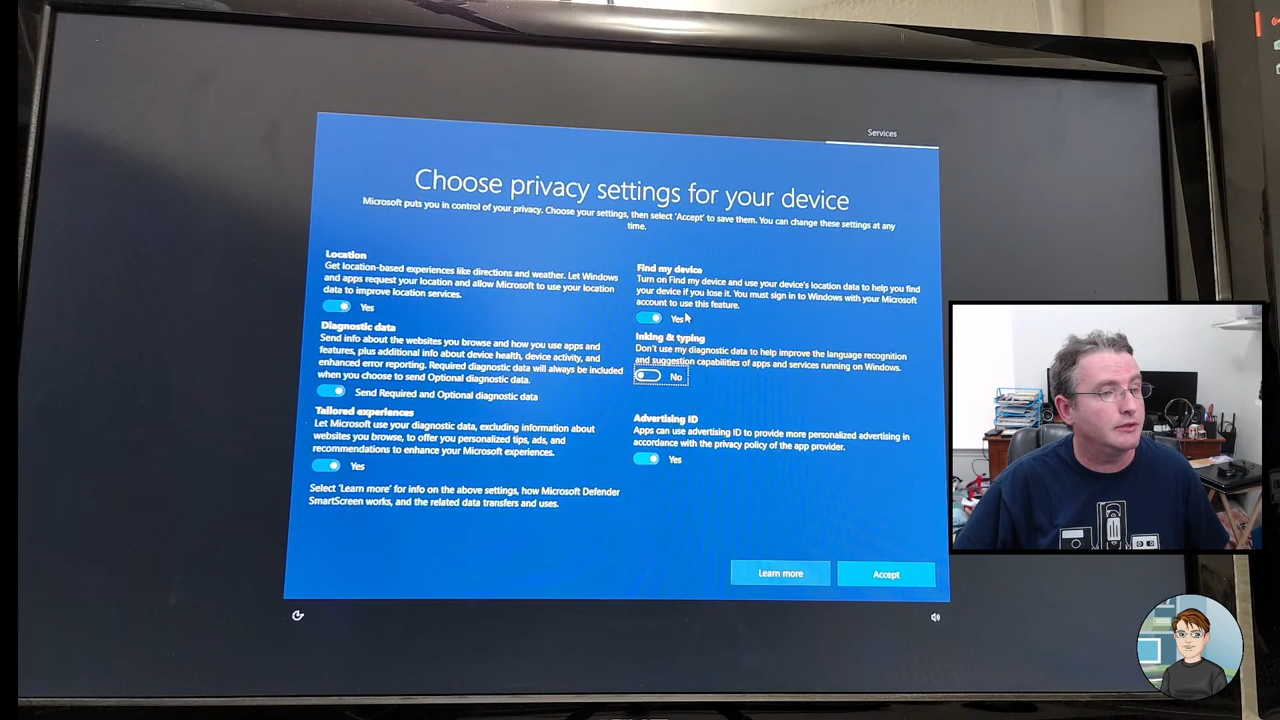 Services
Choose privacy settings for your device
Microsoft puts you in control of your privacy. Choose your settings, then select 'Accept' to save them. You can change these settings at any
time.
Location
Get location-based experiences like directions and weather. Let Windows
and apps request your location and allow Microsoft to use your location
data to improve location services.
Yes
Diagnostic data
Send info about the websites you browse and how you use apps and
features, plus additional info about device health, device activity, and
enhanced error reporting. Required diagnostic data will always be included
when you choose to send Optional diagnostic data.
Send Required and Optional diagnostic data
Tailored experiences
Let Microsoft use your diagnostic data, excluding information about
websites you browse, to offer you personalized tips, ads, and
recommendations to enhance your Microsoft experiences.
Yes
Select 'Learn more' for info on the above settings, how Microsoft Defender
SmartScreen works, and the related data transfers and uses.
Find my device
Turn on Find my device and use your device's location data to help you find
your device if you lose it. You must sign in to Windows with your Microsoft
account to use this feature.
Yes
Inking & typing
Don't use my diagnostic data to help improve the language recognition
and suggestion capabilities of apps and services running on Windows.
No
Advertising ID
Apps can use advertising ID to provide more personalized advertising in
accordance with the privacy policy of the app provider.
Yes
Learn more
Accept